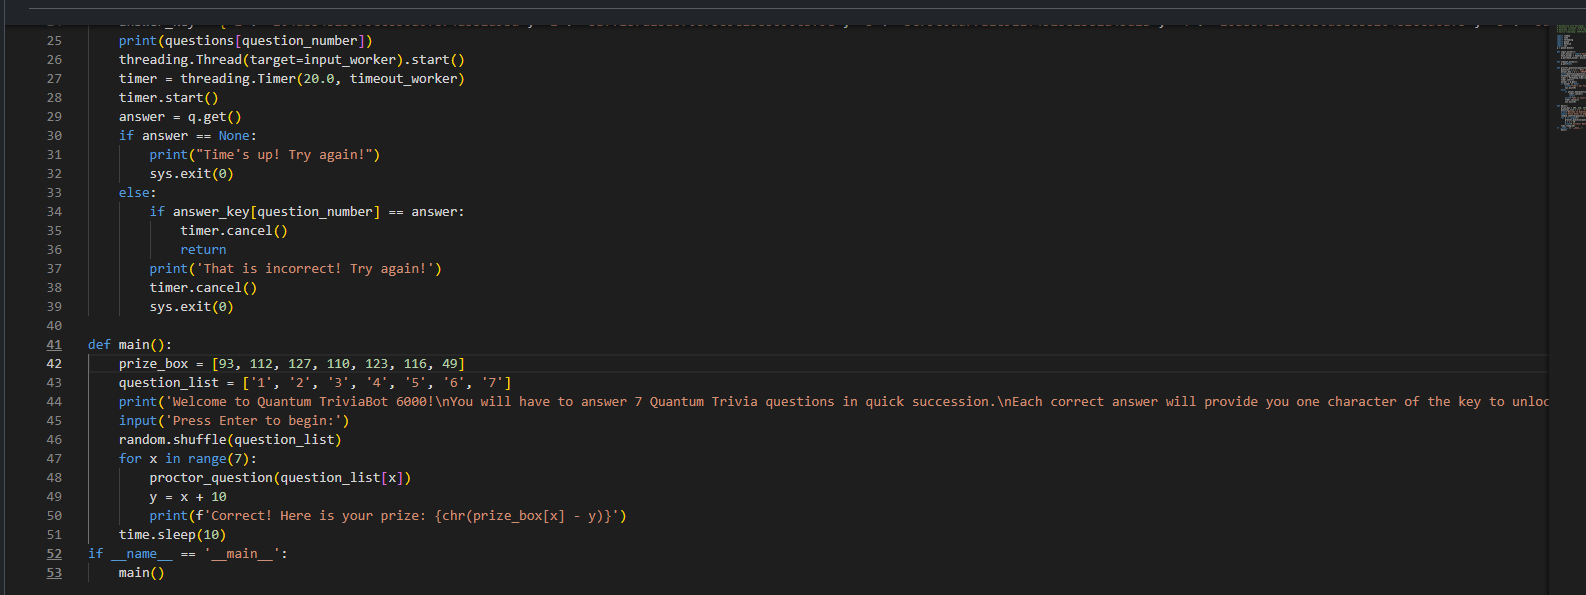 25 print(questions[question_number])
26 threading.Thread(target=input_worker).start()
27 timer = threading.Timer(20.0, timeout_worker)
28 timer.start()
29 answer = q.get()
30 if answer == None:
31 print("Time's up! Try again!")
32 sys.exit(0)
33 else:
34 if answer_key[question_number] == answer:
35 timer.cancel()
36 return
37 print('That is incorrect! Try again!')
38 timer.cancel()
39 sys.exit(0)
40
41 def main():
42 prize_box = [93, 112, 127, 110, 123, 116, 49]
43 question_list = ['1', '2', '3', '4', '5', '6', '7']
44 print('Welcome to Quantum TriviaBot 6000!\nYou will have to answer 7 Quantum Trivia questions in quick succession.\nEach correct answer will provide you one character of the key to unloc
45 input('Press Enter to begin:')
46 random.shuffle(question_list)
47 for x in range(7):
48 proctor_question(question_list[x])
49 y = x + 10
50 print(f'Correct! Here is your prize: {chr(prize_box[x] - y)}')
51 time.sleep(10)
52 if __name__ == '__main__':
53 main()